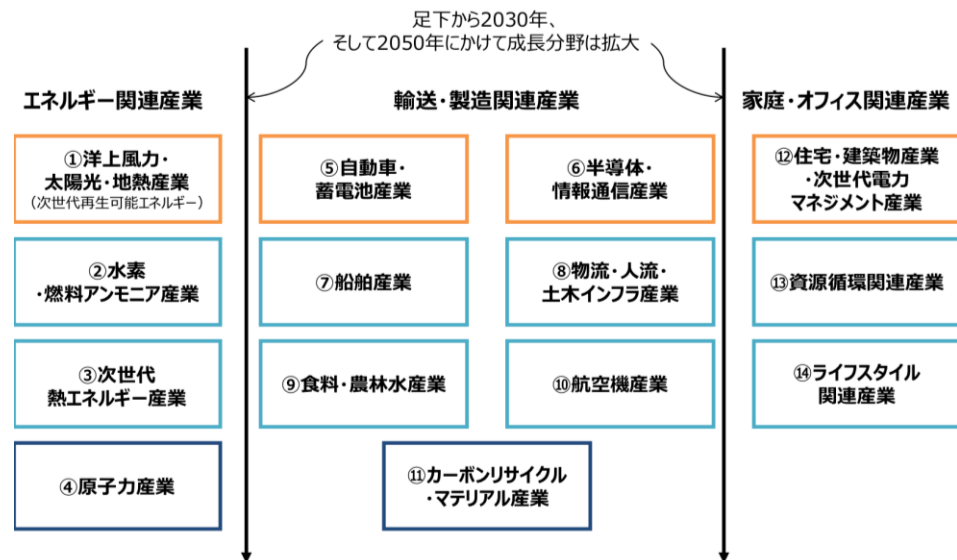 足下から2030年、
そして2050年にかけて成長分野は拡大
エネルギー関連産業
輸送・製造関連産業
家庭・オフィス関連産業
①洋上風力・
太陽光・地熱産業
（次世代再生可能エネルギー）
②水素
・燃料アンモニア産業
③次世代
熱エネルギー産業
④原子力産業
⑤自動車・
蓄電池産業
⑥半導体・
情報通信産業
⑦船舶産業
⑧物流・人流・
土木インフラ産業
⑨食料・農林水産業
⑩航空機産業
⑪カーボンリサイクル
・マテリアル産業
⑫住宅・建築物産業
・次世代電力
マネジメント産業
⑬資源循環関連産業
⑭ライフスタイル
関連産業